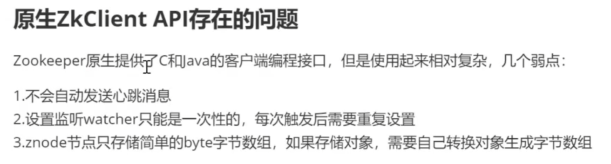 原生ZkClient API存在的问题
Zookeeper原生提供了C和Java的客户端编程接口，但是使用起来相对复杂，几个弱点：
1.不会自动发送心跳消息
2.设置监听watcher只能是一次性的，每次触发后需要重复设置
3.znode节点只存储简单的byte字节数组，如果存储对象，需要自己转换对象生成字节数组